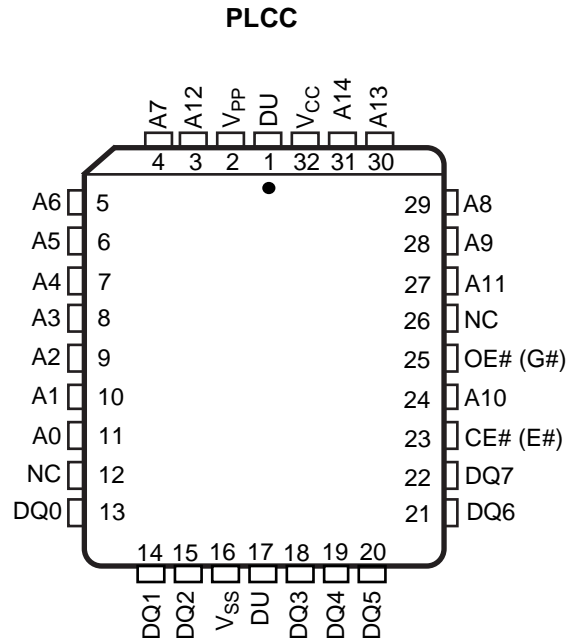 PLCC
A7 A12 VPP DU VCC A14 A13
4 3 2 1 32 31 30
A6 5 29 A8
A5 6 28 A9
A4 7 27 A11
A3 8 26 NC
A2 9 25 OE# (G#)
A1 10 24 A10
A0 11 23 CE# (E#)
NC 12 22 DQ7
DQ0 13 21 DQ6
14 15 16 17 18 19 20
DQ1 DQ2 VSS DU DQ3 DQ4 DQ5